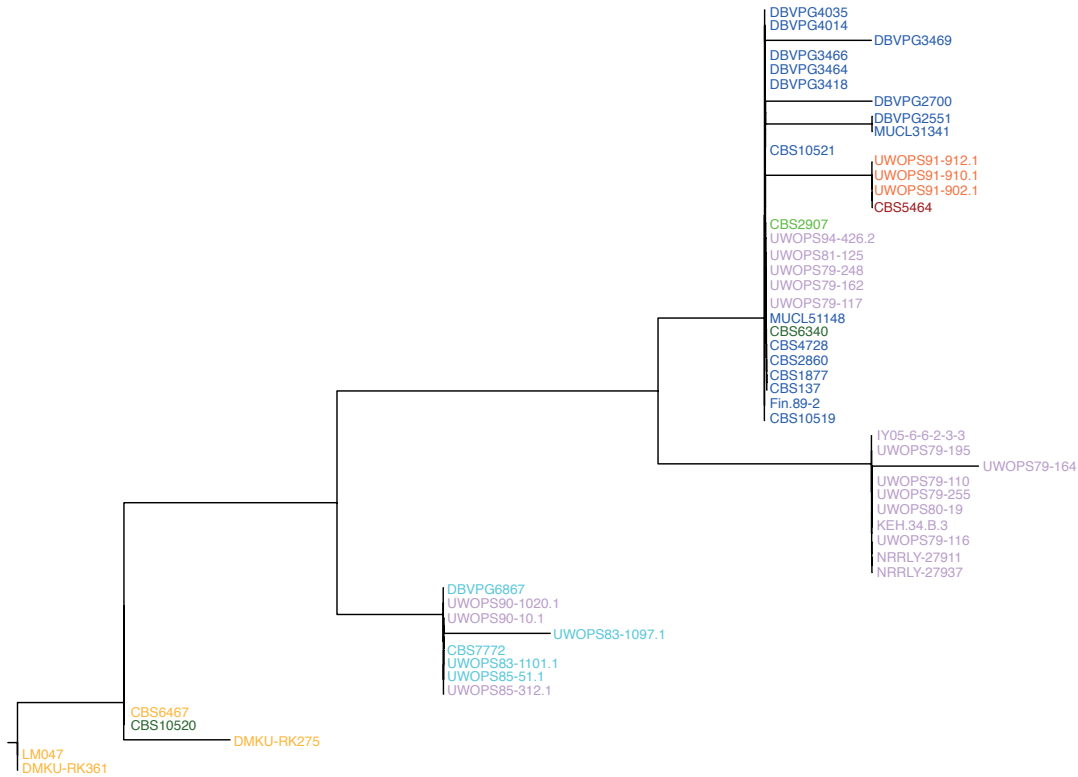 DBVPG4035
DBVPG4014
DBVPG3469
DBVPG3466
DBVPG3464
DBVPG3418
DBVPG2700
DBVPG2551
MUCL31341
CBS10521
UWOPS91-912.1
UWOPS91-910.1
UWOPS91-902.1
CBS5464
CBS2907
UWOPS94-426.2
UWOPS81-125
UWOPS79-248
UWOPS79-162
UWOPS79-117
MUCL51148
CBS6340
CBS4728
CBS2860
CBS1877
CBS137
Fin.89-2
CBS10519
IY05-6-6-2-3-3
UWOPS79-195
UWOPS79-164
UWOPS79-110
UWOPS79-255
UWOPS80-19
KEH.34.B.3
UWOPS79-116
NRRLY-27911
NRRLY-27937
DBVPG6867
UWOPS90-1020.1
UWOPS90-10.1
UWOPS83-1097.1
CBS7772
UWOPS83-1101.1
UWOPS85-51.1
UWOPS85-312.1
CBS6467
CBS10520
DMKU-RK275
LM047
DMKU-RK361